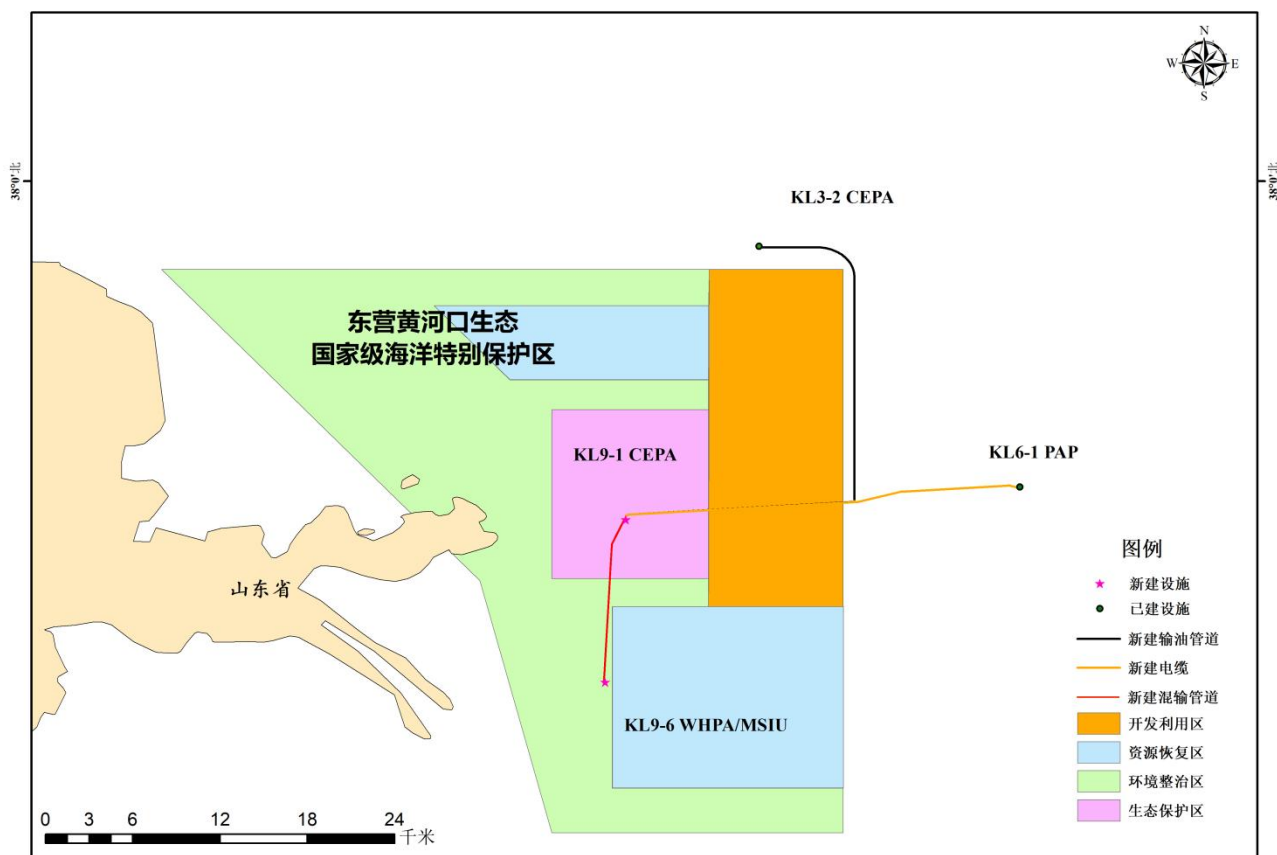 N
W
E
S
38°0'北
38°0'北
KL3-2 CEPA
东营黄河口生态
国家级海洋特别保护区
KL9-1 CEPA
KL6-1 PAP
山东省
KL9-6 WHPA/MSIU
图例
新建设施
已建设施
新建输油管道
新建电缆
新建混输管道
开发利用区
资源恢复区
环境整治区
生态保护区
0 3 6 12 18 24
千米